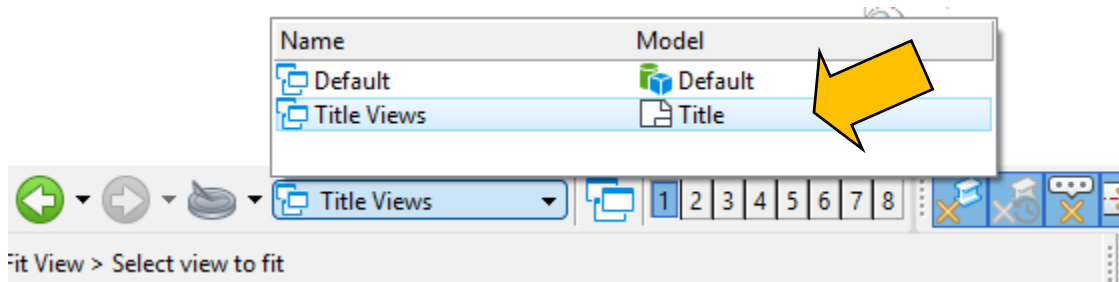 Name Model
Default Default
Title Views Title
Title Views 1 2 3 4 5 6 7 8
Fit View > Select view to fit